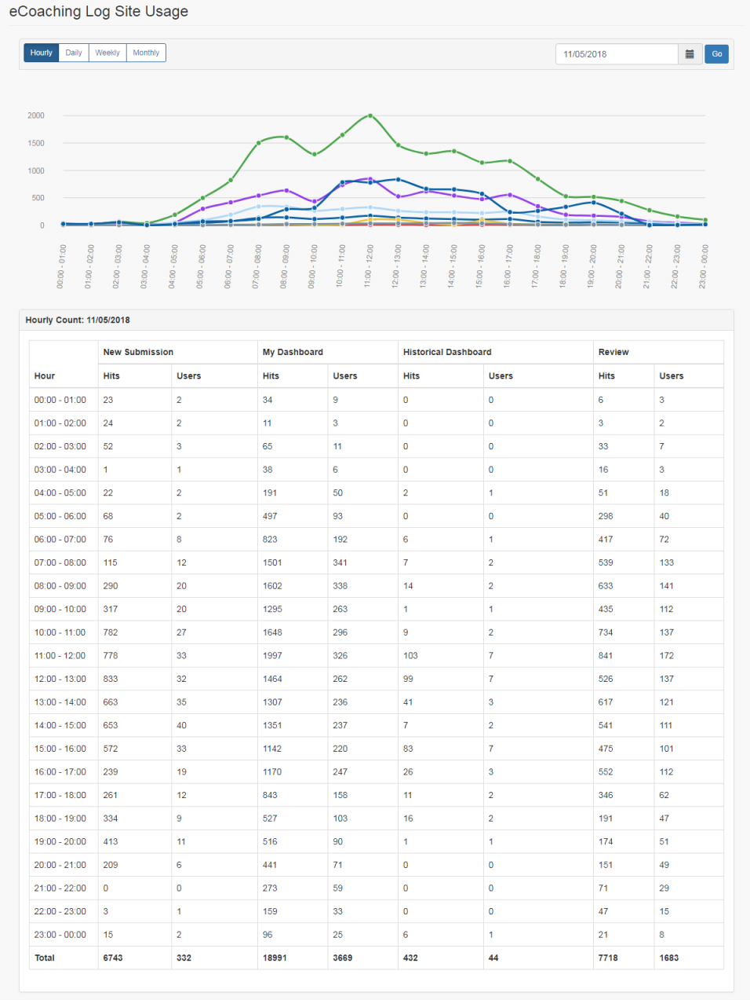 eCoaching Log Site Usage
Hourly Daily Weekly Monthly 11/05/2018 Go
2000
1500
1000
500
0
00:00 - 01:00
01:00 - 02:00
02:00 - 03:00
03:00 - 04:00
04:00 - 05:00
05:00 - 06:00
06:00 - 07:00
07:00 - 08:00
08:00 - 09:00
09:00 - 10:00
10:00 - 11:00
11:00 - 12:00
12:00 - 13:00
13:00 - 14:00
14:00 - 15:00
15:00 - 16:00
16:00 - 17:00
17:00 - 18:00
18:00 - 19:00
19:00 - 20:00
20:00 - 21:00
21:00 - 22:00
22:00 - 23:00
23:00 - 00:00
Hourly Count: 11/05/2018
New Submission My Dashboard Historical Dashboard Review
Hour Hits Users Hits Users Hits Users Hits Users
00:00 - 01:00 23 2 34 9 0 0 6 3
01:00 - 02:00 24 2 11 3 0 0 3 2
02:00 - 03:00 52 3 65 11 0 0 33 7
03:00 - 04:00 1 1 38 6 0 0 16 3
04:00 - 05:00 22 2 191 50 2 1 51 18
05:00 - 06:00 68 2 497 93 0 0 298 40
06:00 - 07:00 76 8 823 192 6 1 417 72
07:00 - 08:00 115 12 1501 341 7 2 539 133
08:00 - 09:00 290 20 1602 338 14 2 633 141
09:00 - 10:00 317 20 1295 263 1 1 435 112
10:00 - 11:00 782 27 1648 296 9 2 734 137
11:00 - 12:00 778 33 1997 326 103 7 841 172
12:00 - 13:00 833 32 1464 262 99 7 526 137
13:00 - 14:00 663 35 1307 236 41 3 617 121
14:00 - 15:00 653 40 1351 237 7 2 541 111
15:00 - 16:00 572 33 1142 220 83 7 475 101
16:00 - 17:00 239 19 1170 247 26 3 552 112
17:00 - 18:00 261 12 843 158 11 2 346 62
18:00 - 19:00 334 9 527 103 16 2 191 47
19:00 - 20:00 413 11 516 90 1 1 174 51
20:00 - 21:00 209 6 441 71 0 0 151 49
21:00 - 22:00 0 0 273 59 0 0 71 29
22:00 - 23:00 3 1 159 33 0 0 47 15
23:00 - 00:00 15 2 96 25 6 1 21 8
Total 6743 332 18991 3669 432 44 7718 1683